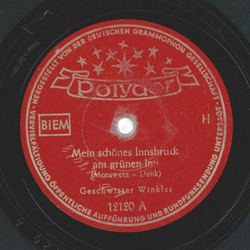 HERGESTELLT VON DER DEUTSCHEN GRAMMOPHON GESELLSCHAFT
Polydor
BIEM
H
Mein schönes Innsbruck
am grünen Inn
(Morawetz - Denk)
Geschwister Winkler
12120 A
VERVIELFÄLTIGUNG ÖFFENTLICHE AUFFÜHRUNG UND RUNDFUNKSENDUNG UNTERSAGT